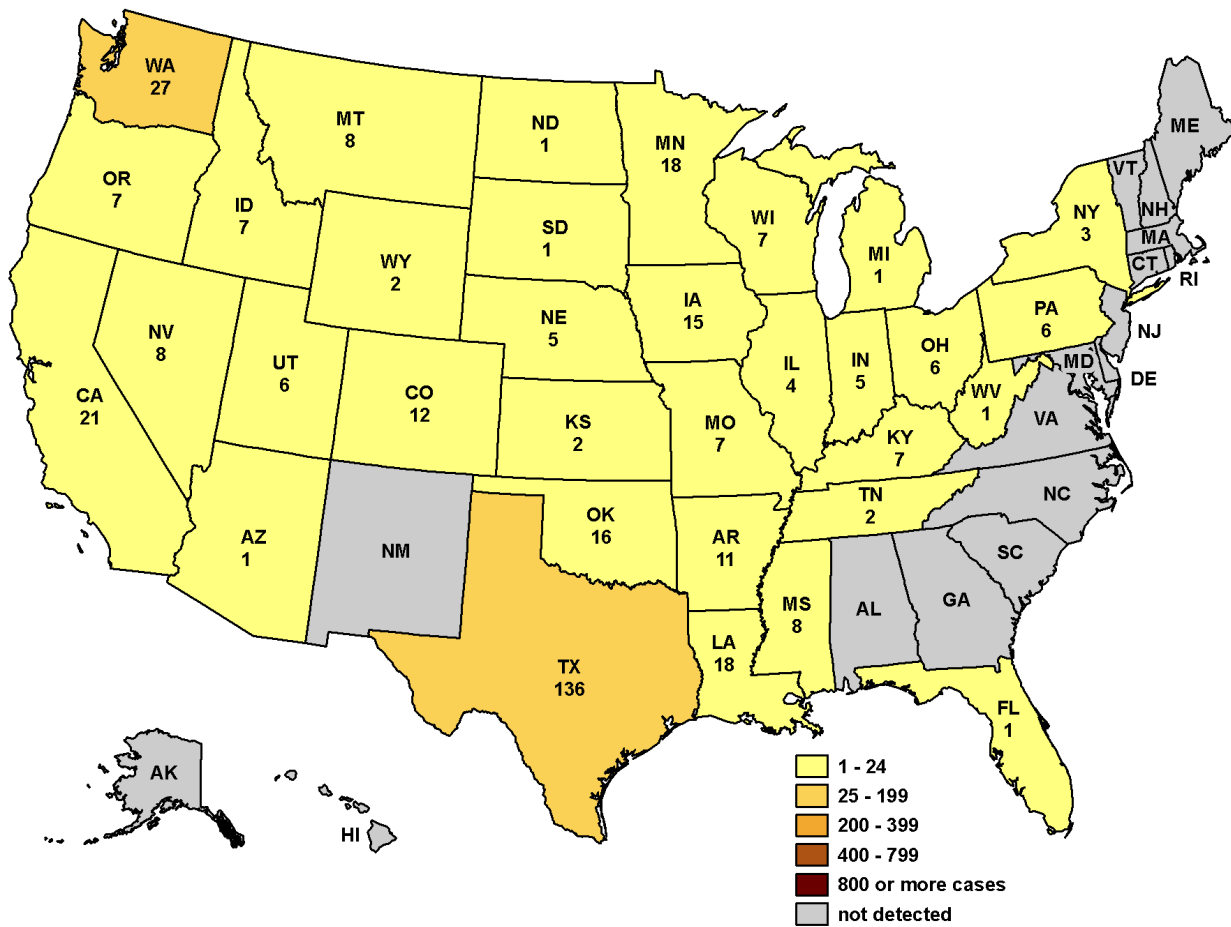 WA
27
MT
8
ND
1
MN
18
OR
7
ID
7
WY
2
SD
1
WI
7
MI
1
NY
3
VT
NH
ME
MA
CT
RI
NV
8
UT
6
CA
21
CO
12
NE
5
IA
15
IL
4
IN
5
OH
6
PA
6
NJ
MD
DE
WV
1
VA
KS
2
MO
7
KY
7
NC
TN
2
AZ
1
NM
OK
16
AR
11
SC
MS
8
AL
GA
LA
18
TX
136
FL
1
AK
HI
1 - 24
25 - 199
200 - 399
400 - 799
800 or more cases
not detected